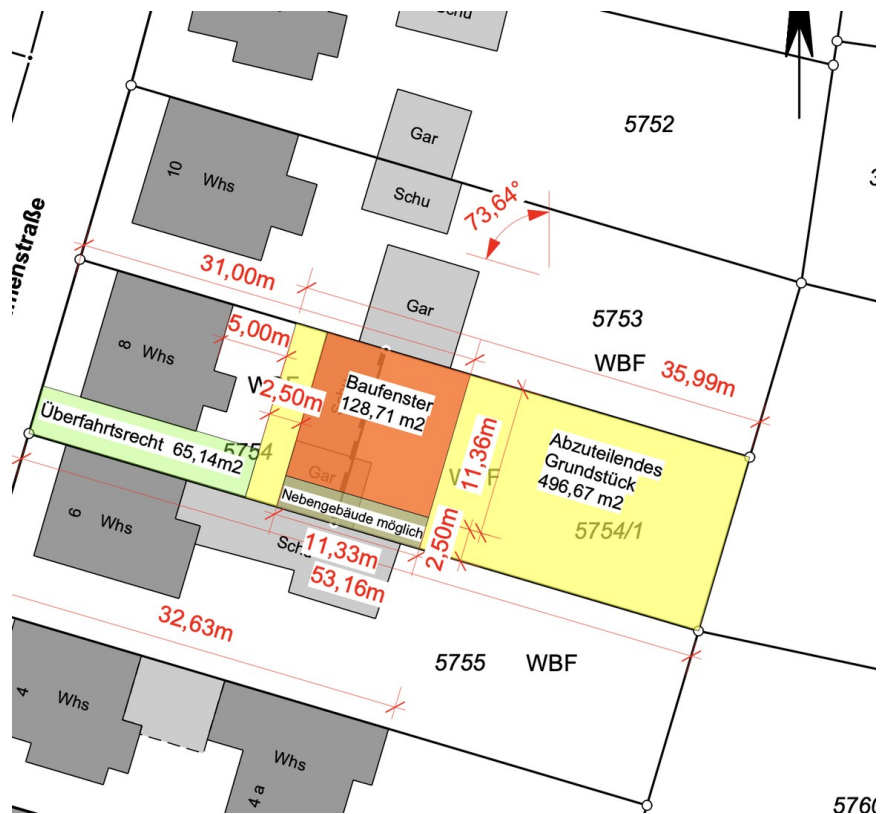 Schu
5752
Gar
10
Whs
Schu
73,64°
nenstraße
31,00m
Gar
5753
WBF
35,99m
5,00m
8
Whs
2,50m
Baufenster
128,71 m2
11,36m
Abzuteilendes
Grundstück
496,67 m2
Überfahrtsrecht 65,14m2
5754
Gar
Nebengebäude möglich
5754/1
6
Whs
11,33m
2,50m
53,16m
32,63m
5755
WBF
4
Whs
Whs
4 a
5760